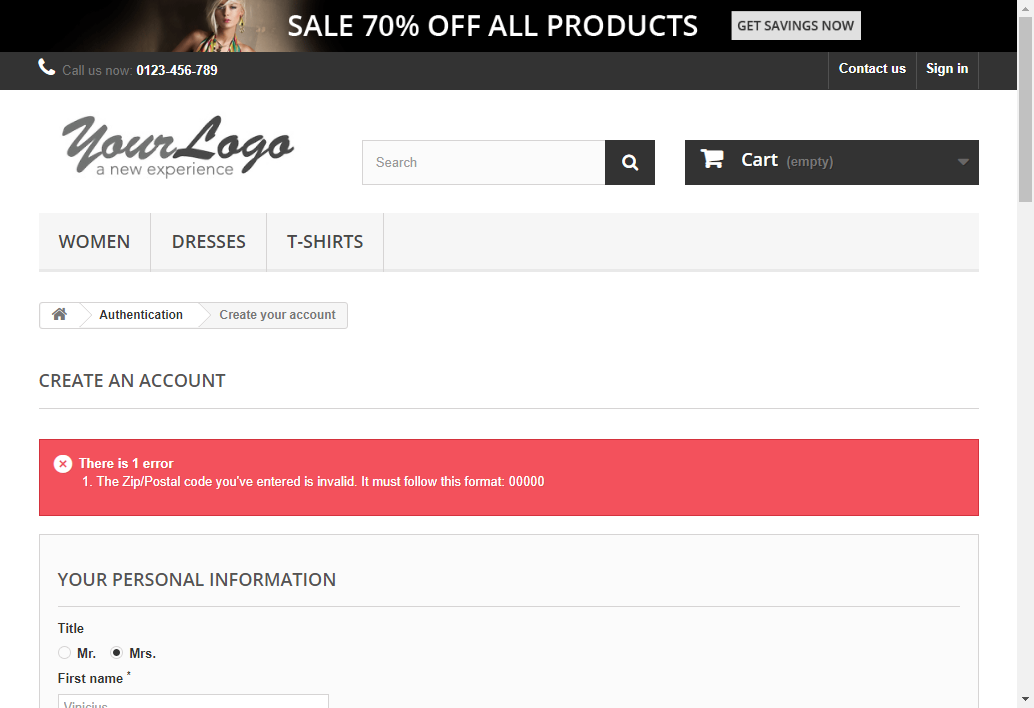 SALE 70% OFF ALL PRODUCTS GET SAVINGS NOW
Call us now: 0123-456-789 Contact us Sign in
YourLogo
a new experience
Search Cart (empty)
WOMEN DRESSES T-SHIRTS
Authentication Create your account
CREATE AN ACCOUNT
There is 1 error
1. The Zip/Postal code you've entered is invalid. It must follow this format: 00000
YOUR PERSONAL INFORMATION
Title
Mr. Mrs.
First name *
Vinicius